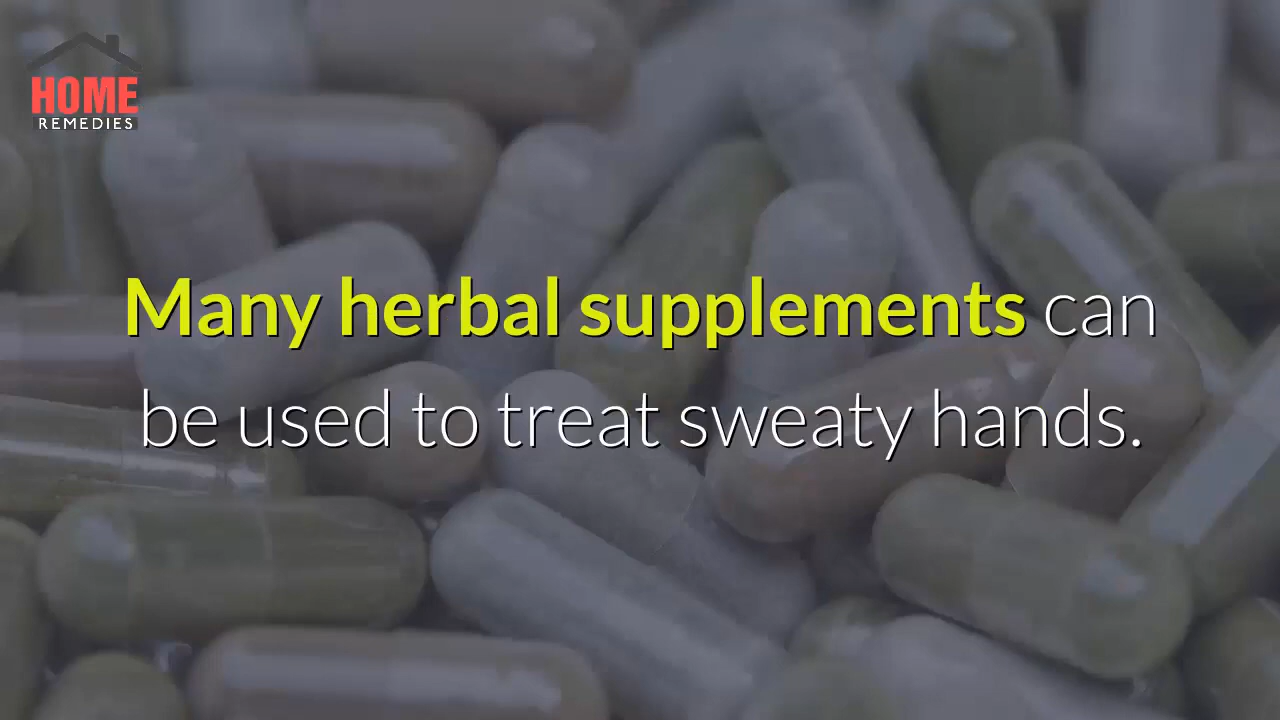 HOME
REMEDIES
Many herbal supplements can
be used to treat sweaty hands.